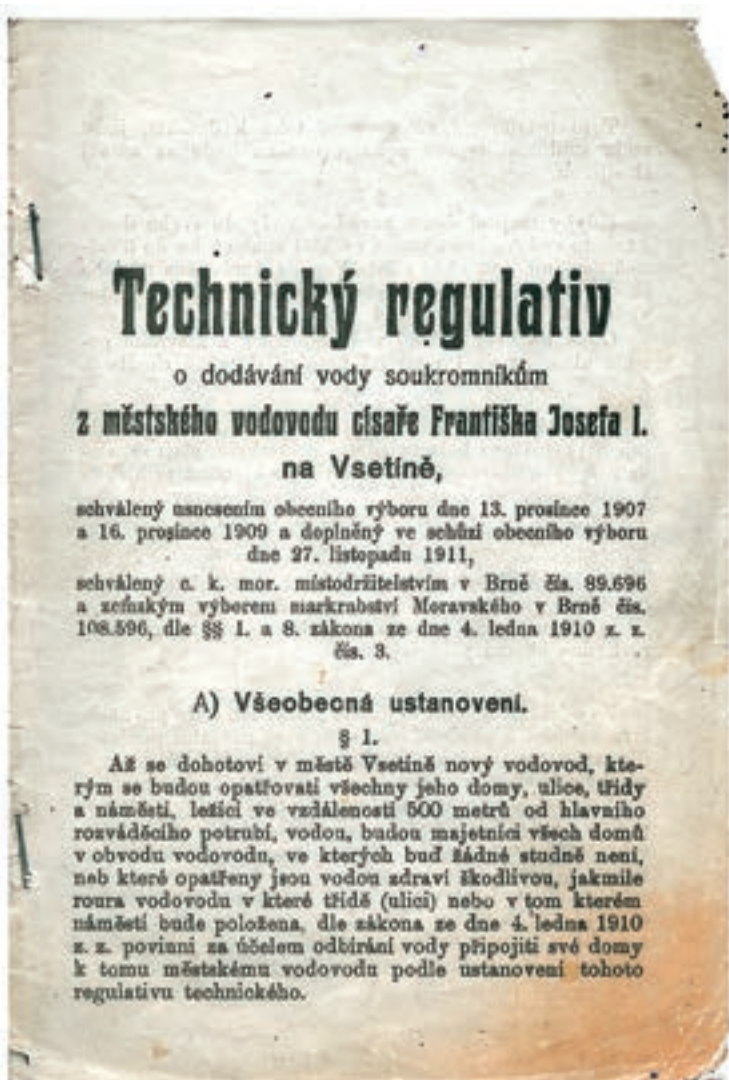 Technický regulativ
o dodávání vody soukromníkům
z městského vodovodu císaře Františka Josefa I.
na Vsetíně,
schválený usnesením obecního výboru dne 13. prosince 1907
a 16. prosince 1909 a doplněný ve schůzi obecního výboru
dne 27. listopadu 1911,
schválený c. k. mor. místodržitelstvím v Brně čís. 89.696
a zemským výborem markrabství Moravského v Brně čís.
108.596, dle §§ 1. a 8. zákona ze dne 4. ledna 1910 z. z.
čís. 3.
A) Všeobecná ustanovení.
§ 1.
Až se dohotoví v městě Vsetíně nový vodovod, kte-
rým se budou opatřovati všechny jeho domy, ulice, třídy
a náměstí, ležící ve vzdálenosti 500 metrů od hlavního
rozváděcího potrubí, vodou, budou majetníci všech domů
v obvodu vodovodu, ve kterých buď žádné studně není,
neb které opatřeny jsou vodou zdraví škodlivou, jakmile
roura vodovodu v které třídě (ulici) nebo v tom kterém
náměstí bude položena, dle zákona ze dne 4. ledna 1910
z. z. povinni za účelem odbírání vody připojiti své domy
k tomu městskému vodovodu podle ustanovení tohoto
regulativu technického.